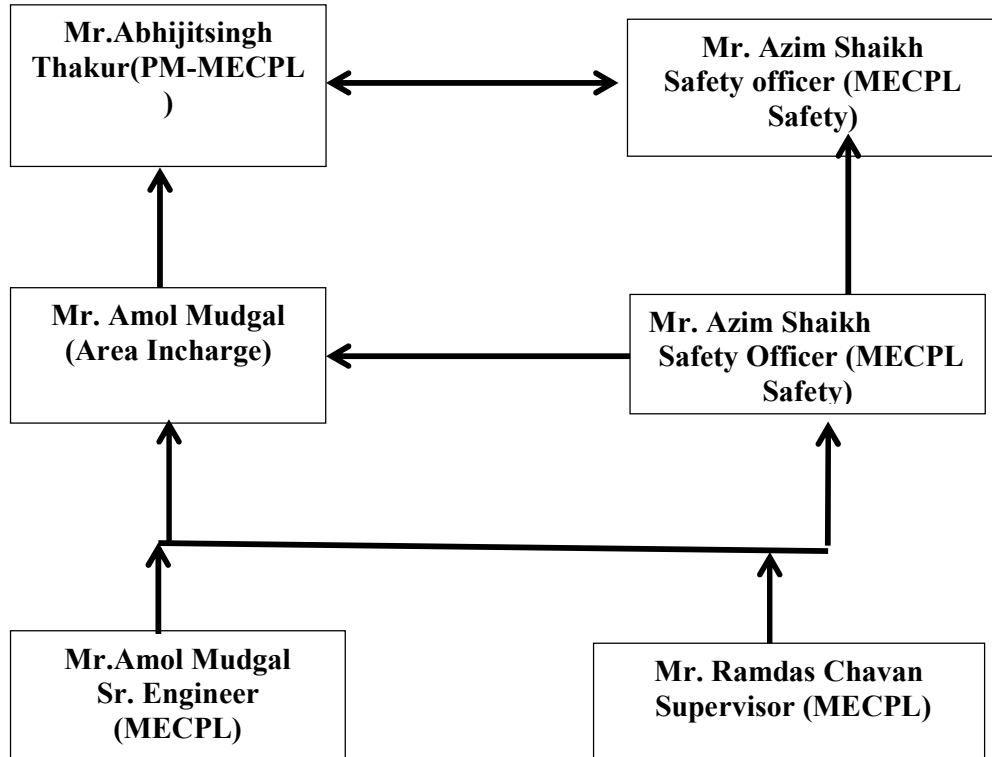 Mr.Abhijitsingh
Thakur(PM-MECPL
)
Mr. Azim Shaikh
Safety officer (MECPL
Safety)
Mr. Amol Mudgal
(Area Incharge)
Mr. Azim Shaikh
Safety Officer (MECPL
Safety)
Mr.Amol Mudgal
Sr. Engineer
(MECPL)
Mr. Ramdas Chavan
Supervisor (MECPL)